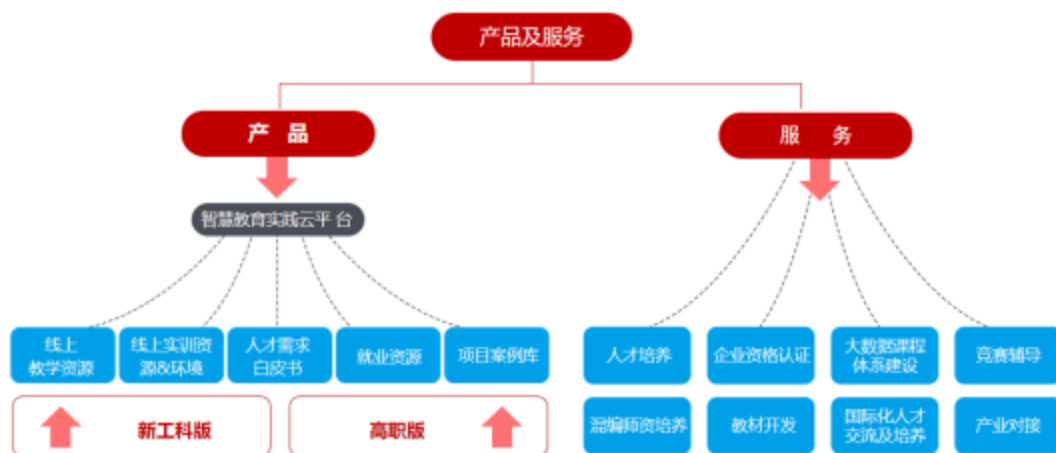 产品及服务
产 品
服 务
智慧教育实践云平 台
线上
教学资源
线上实训资
源&环境
人才需求
白皮书
就业资源
项目案例库
人才培养
企业资格认证
大数据课程
体系建设
竞赛辅导
新工科版
高职版
混编师资培养
教材开发
国际化人才
交流及培养
产业对接